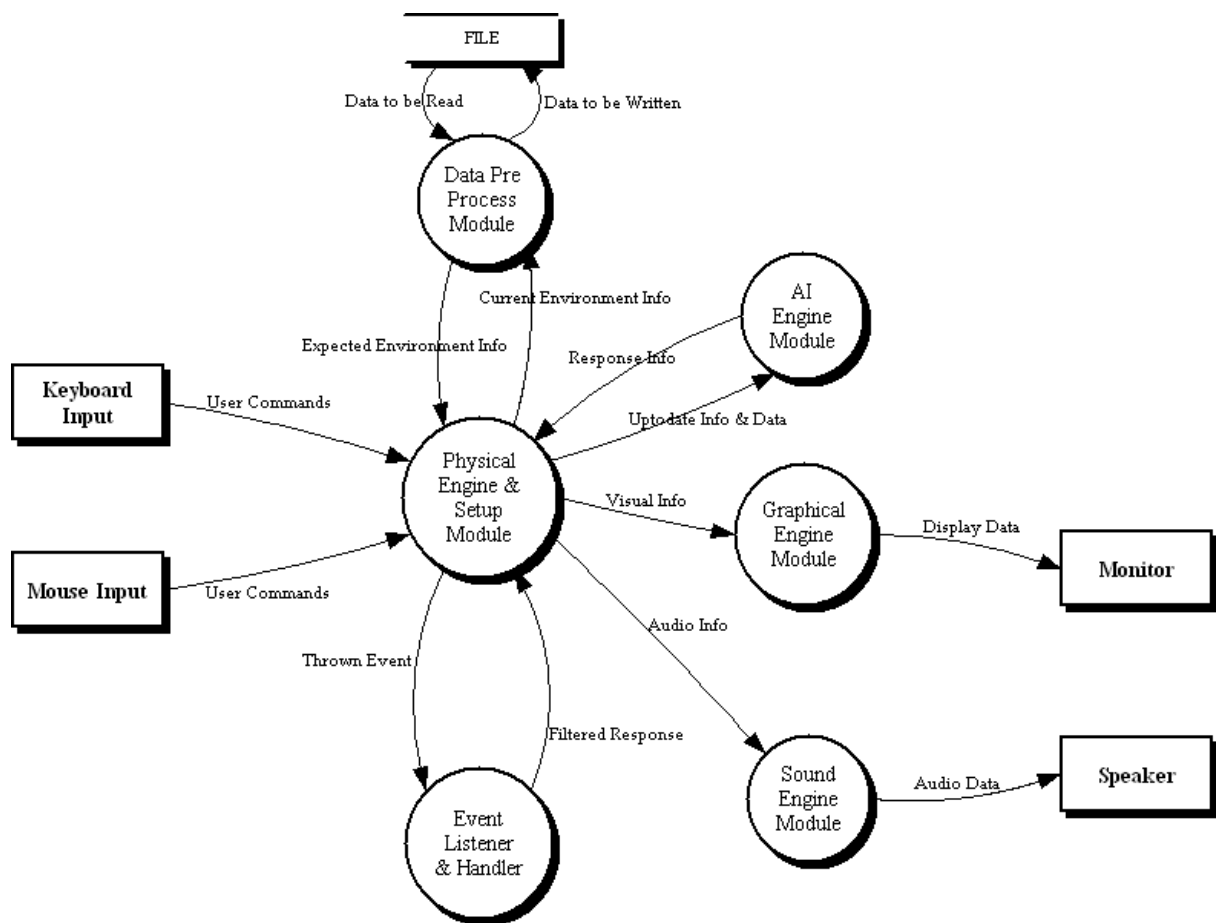 FILE
Data to be Read
Data to be Written
Data Pre
Process
Module
Current Environment Info
AI
Engine
Module
Expected Environment Info
Response Info
Keyboard
Input
User Commands
Uptodate Info & Data
Physical
Engine &
Setup
Module
Visual Info
Graphical
Engine
Module
Display Data
Monitor
Mouse Input
User Commands
Audio Info
Thrown Event
Filtered Response
Sound
Engine
Module
Audio Data
Speaker
Event
Listener
& Handler